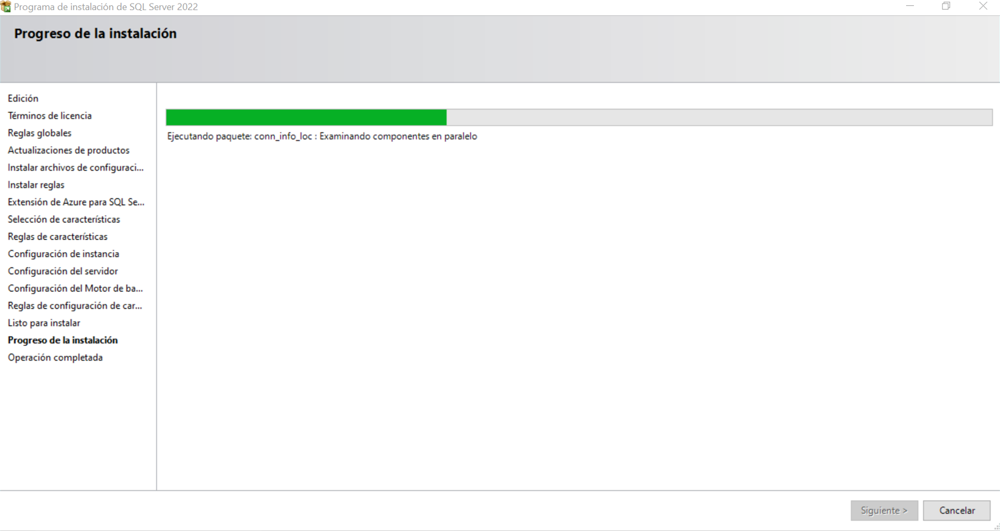 Programa de instalación de SQL Server 2022
Progreso de la instalación
Edición
Términos de licencia
Reglas globales
Actualizaciones de productos
Instalar archivos de configuraci...
Instalar reglas
Extensión de Azure para SQL Se...
Selección de características
Reglas de características
Configuración de instancia
Configuración del servidor
Configuración del Motor de ba...
Reglas de configuración de car...
Listo para instalar
Progreso de la instalación
Operación completada
Ejecutando paquete: conn_info_loc : Examinando componentes en paralelo
Siguiente >
Cancelar